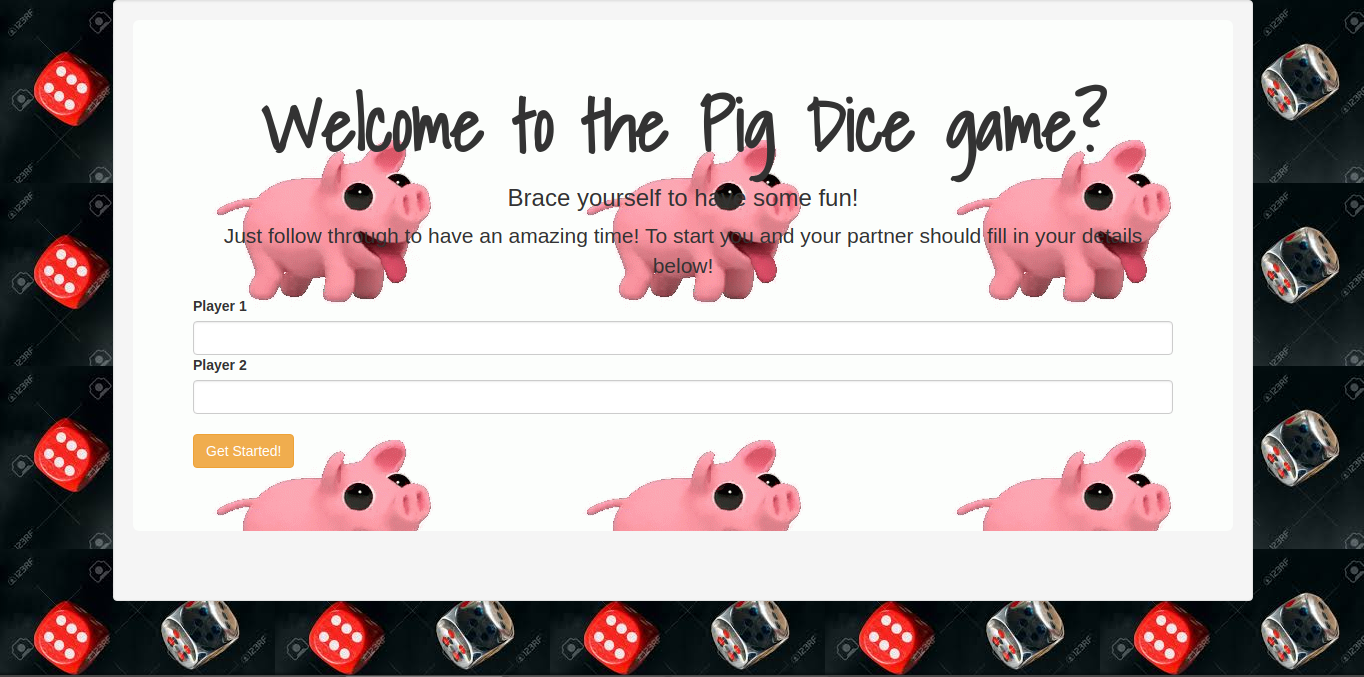 Welcome to the Pig Dice game?
Brace yourself to have some fun!
Just follow through to have an amazing time! To start you and your partner should fill in your details
below!
Player 1
Player 2
Get Started!
123RF